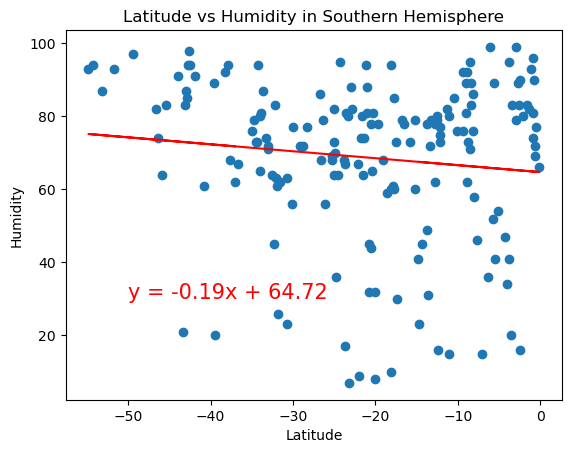 Latitude vs Humidity in Southern Hemisphere
100
80
60
40
20
Humidity
y = -0.19x + 64.72
−50
−40
−30
−20
−10
0
Latitude